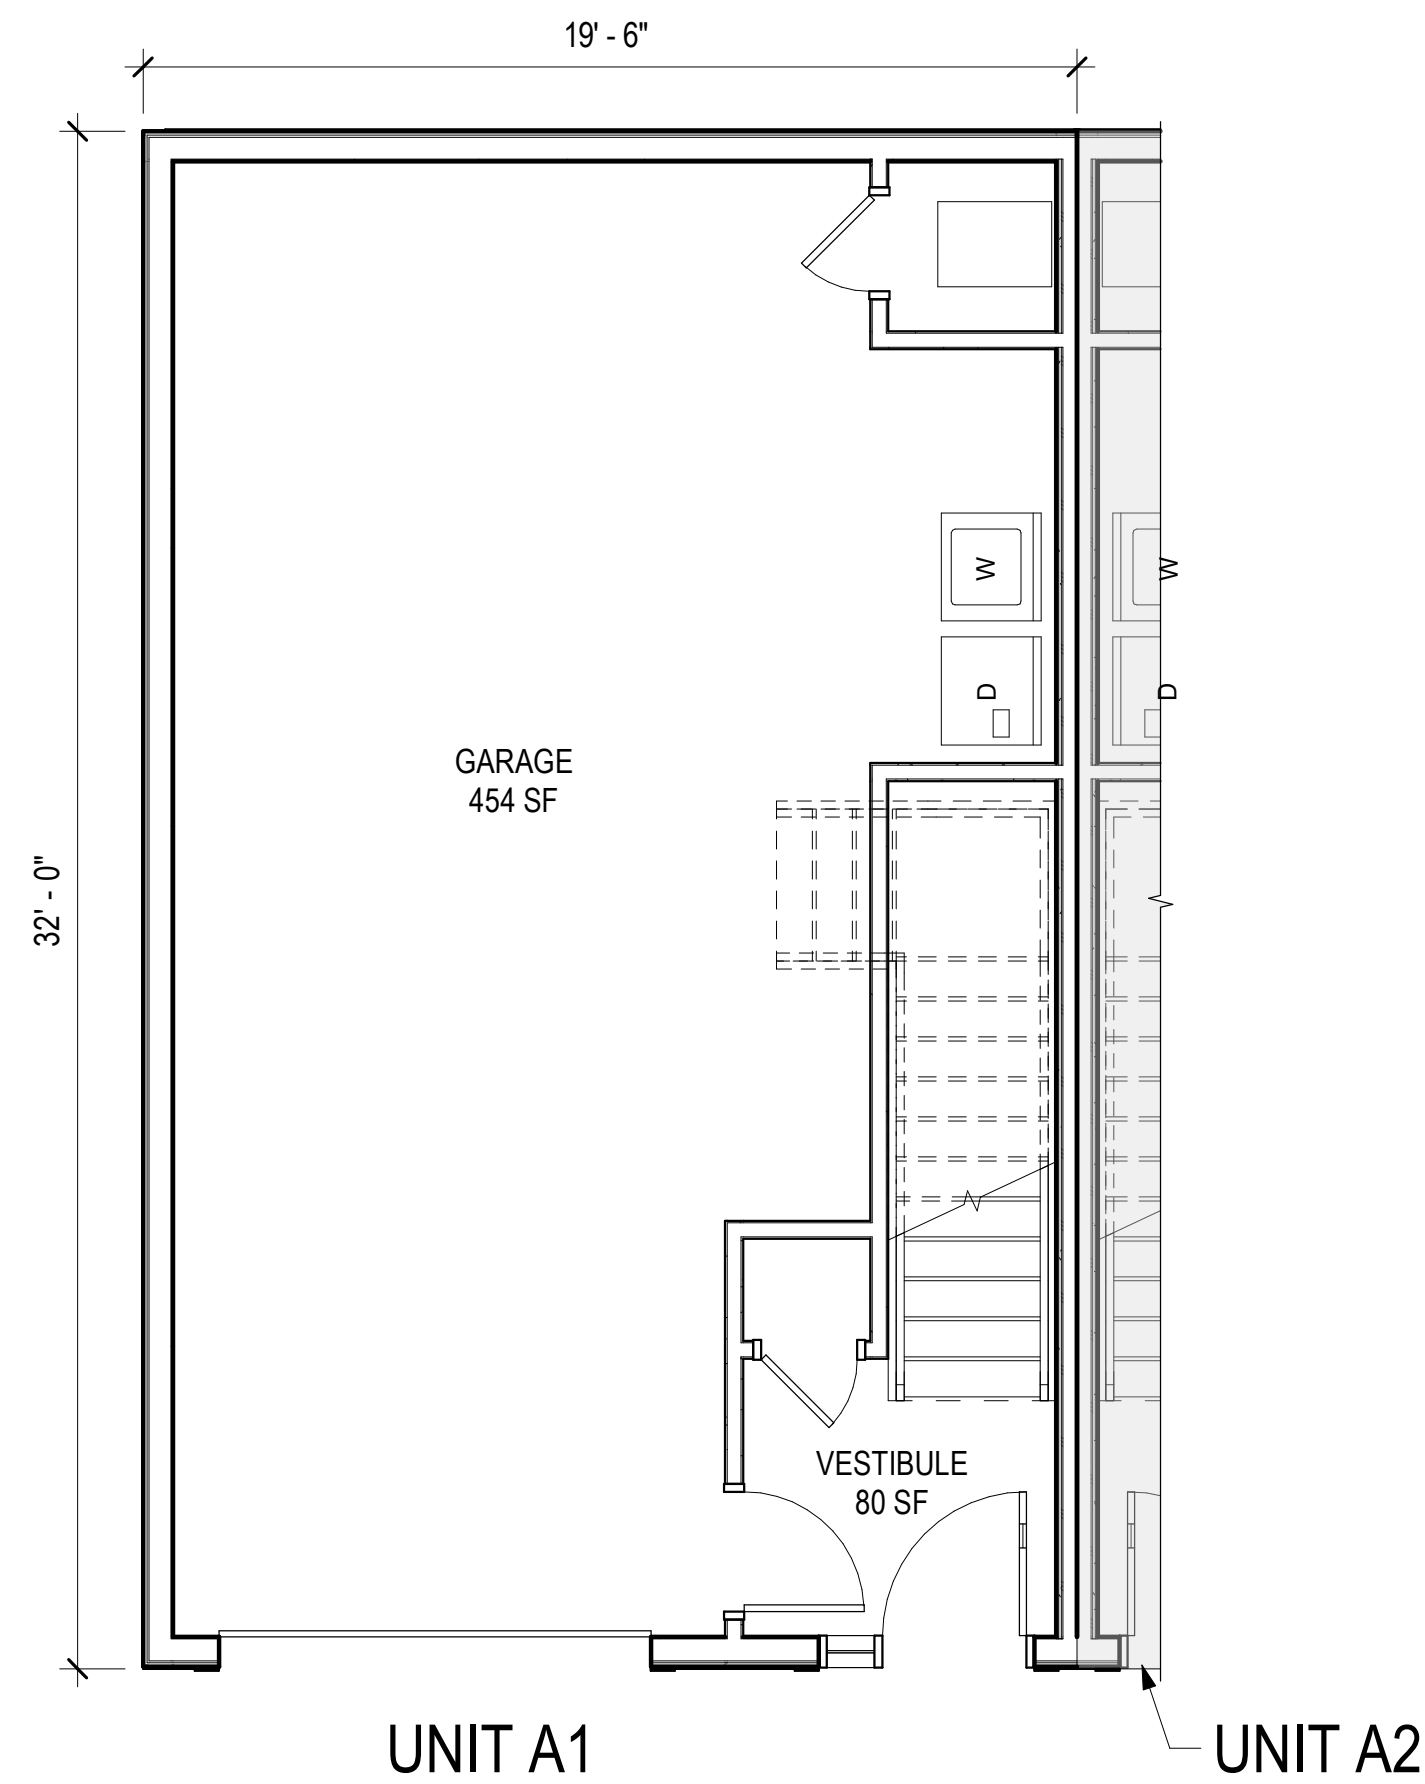 19' - 6"
32' - 0"
W
W
D
D
GARAGE
454 SF
VESTIBULE
80 SF
UNIT A1
UNIT A2